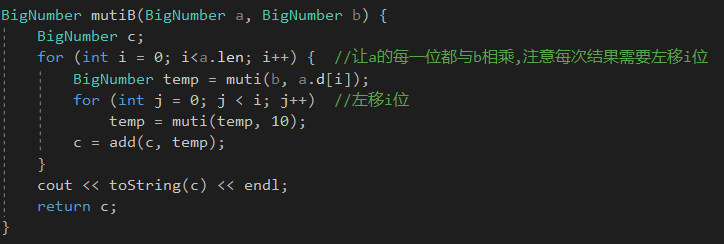 BigNumber mutiB(BigNumber a, BigNumber b) {
    BigNumber c;
    for (int i = 0; i<a.len; i++) {  //让a的每一位都与b相乘,注意每次结果需要左移i位
        BigNumber temp = muti(b, a.d[i]);
        for (int j = 0; j < i; j++)  //左移i位
            temp = muti(temp, 10);
        c = add(c, temp);
    }
    cout << toString(c) << endl;
    return c;
}